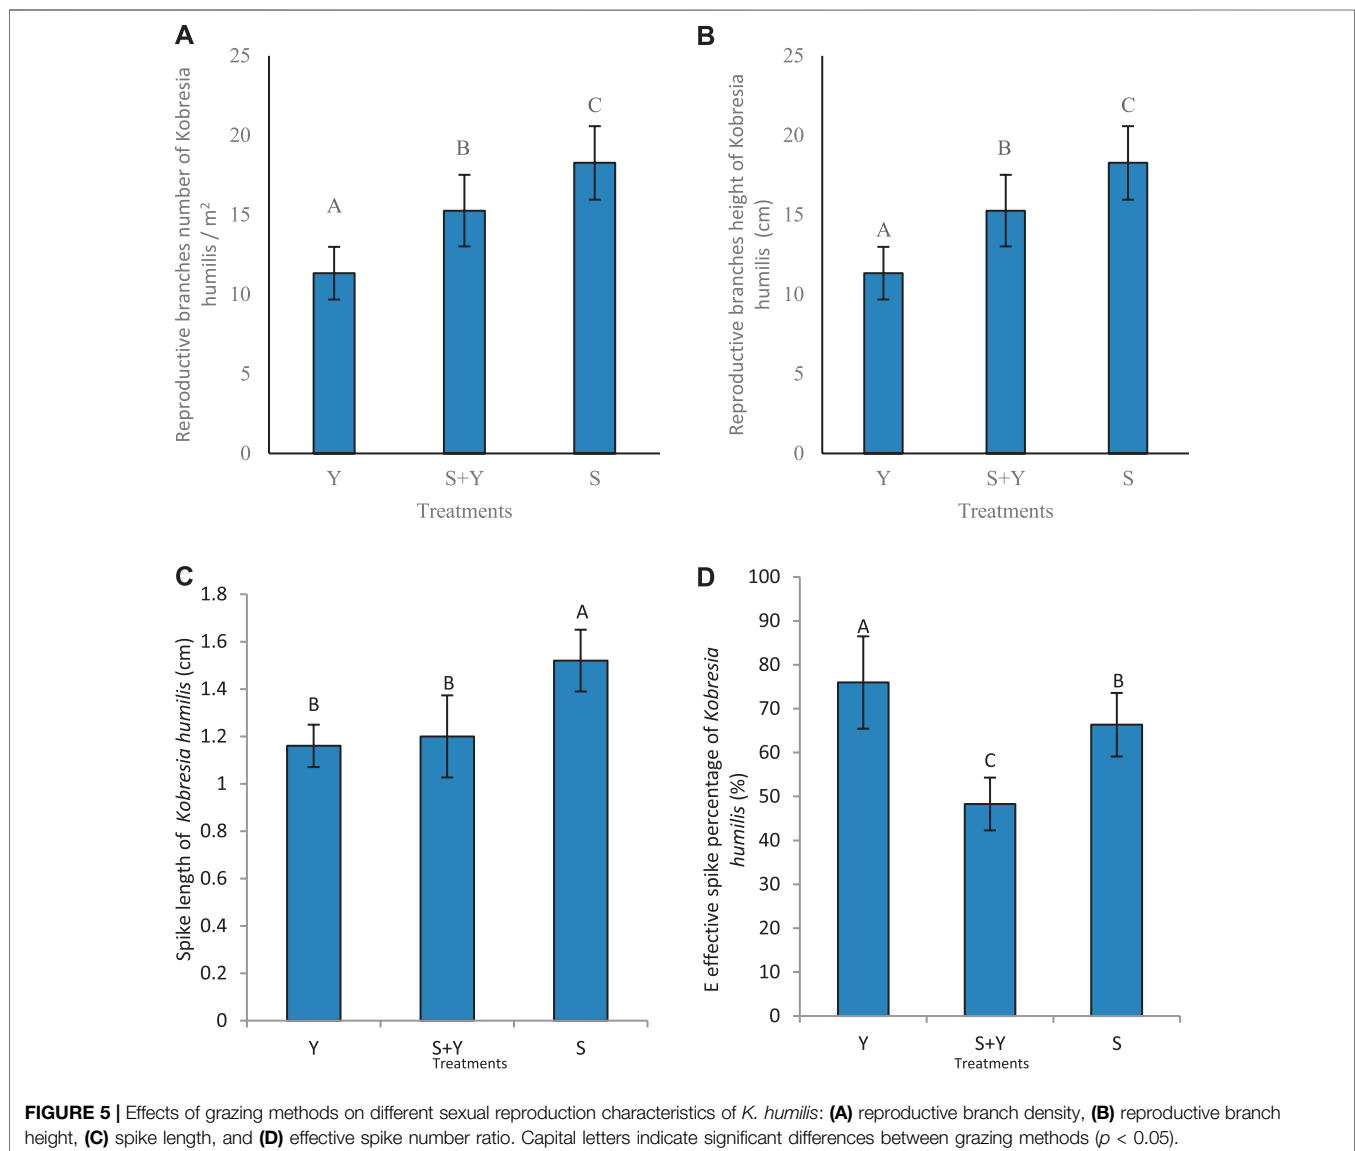 A
Reproductive branches number of Kobresia
humilis / m²
25
20
15
10
5
0
A
B
C
Y
S+Y
S
Treatments
B
Reproductive branches height of Kobresia
humilis (cm)
25
20
15
10
5
0
A
B
C
Y
S+Y
S
Treatments
C
Spike length of Kobresia humilis (cm)
1.8
1.6
1.4
1.2
1
0.8
0.6
0.4
0.2
0
B
B
A
Y
S+Y
S
Treatments
D
E effective spike percentage of Kobresia
humilis (%)
100
90
80
70
60
50
40
30
20
10
0
A
C
B
Y
S+Y
S
Treatments
FIGURE 5 | Effects of grazing methods on different sexual reproduction characteristics of K. humilis: (A) reproductive branch density, (B) reproductive branch
height, (C) spike length, and (D) effective spike number ratio. Capital letters indicate significant differences between grazing methods (p < 0.05).